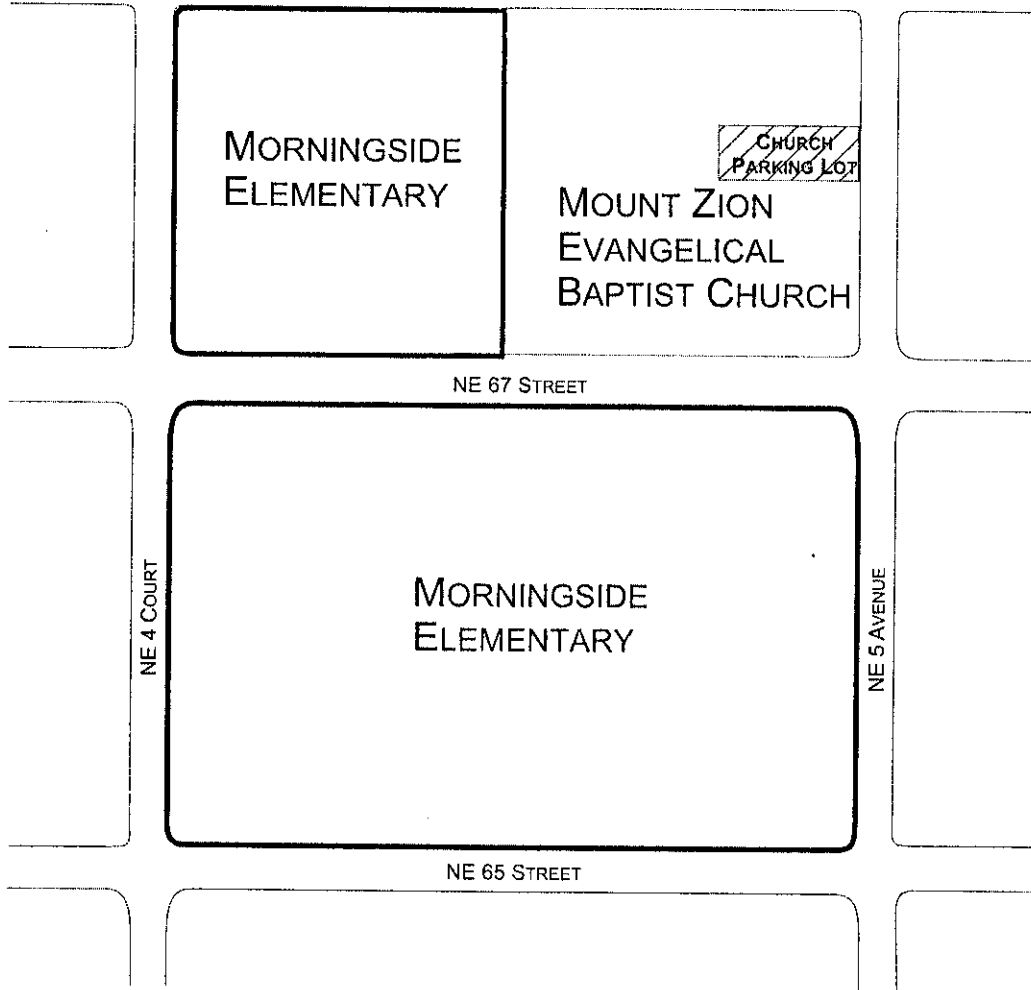 MORNINGSIDE
ELEMENTARY
CHURCH
PARKING LOT
MOUNT ZION
EVANGELICAL
BAPTIST CHURCH
NE 67 STREET
NE 4 COURT
MORNINGSIDE
ELEMENTARY
NE 5 AVENUE
NE 65 STREET